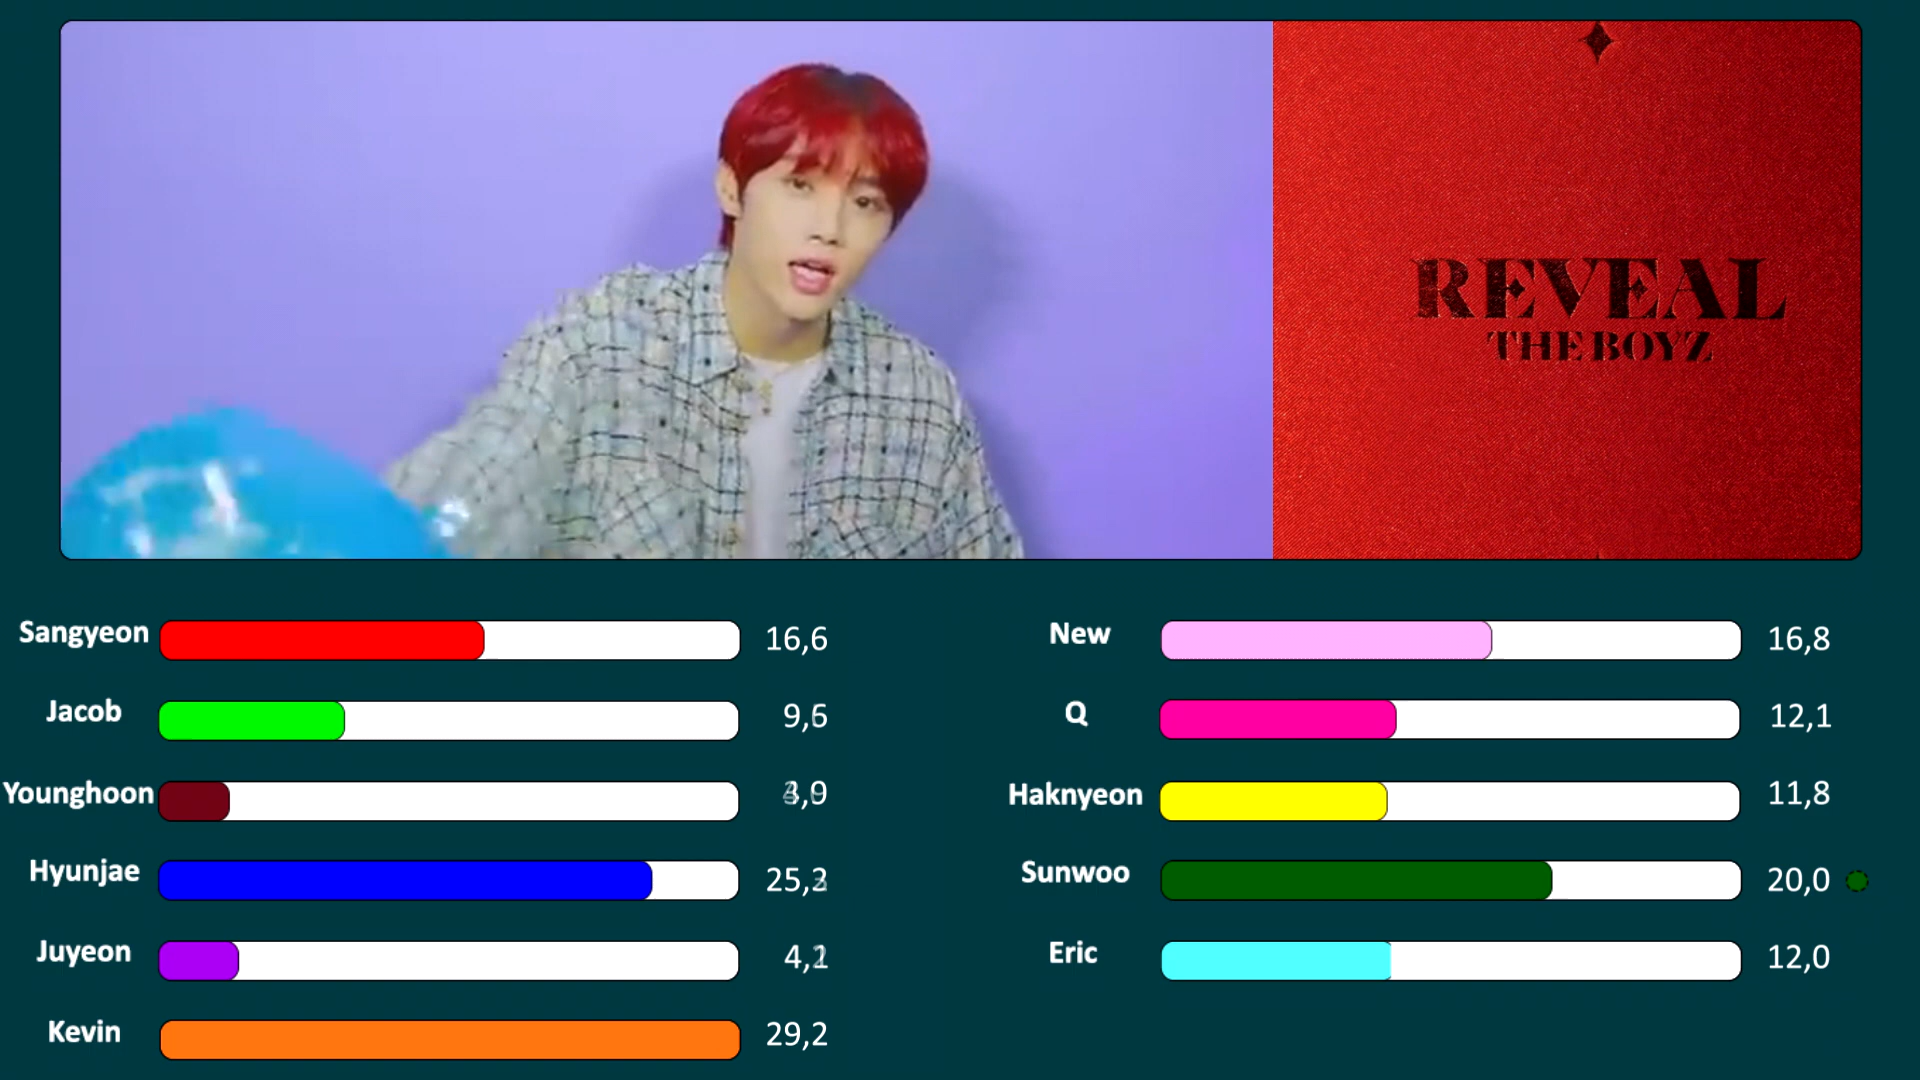 REVEAL
THE BOYZ
Sangyeon 16,6
Jacob 9,6
Younghoon
Hyunjae
Juyeon
Kevin 29,2
New 16,8
Q 12,1
Haknyeon 11,8
Sunwoo 20,0
Eric 12,0